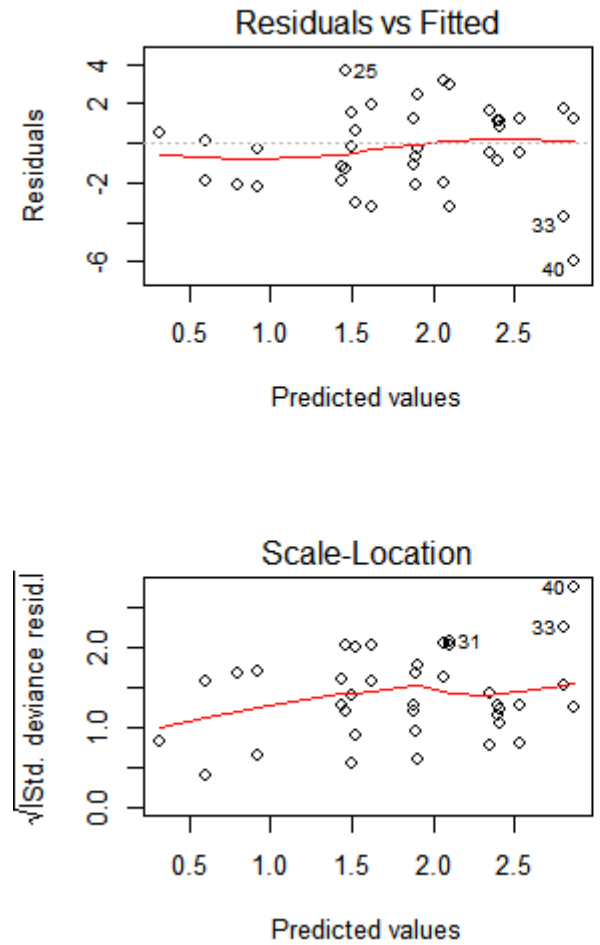 Residuals vs Fitted
Residuals
4
2
-2
-6
25
33
40
0.5 1.0 1.5 2.0 2.5
Predicted values
Scale-Location
√|Std. deviance resid.|
2.0
1.0
0.0
40
33
31
0.5 1.0 1.5 2.0 2.5
Predicted values